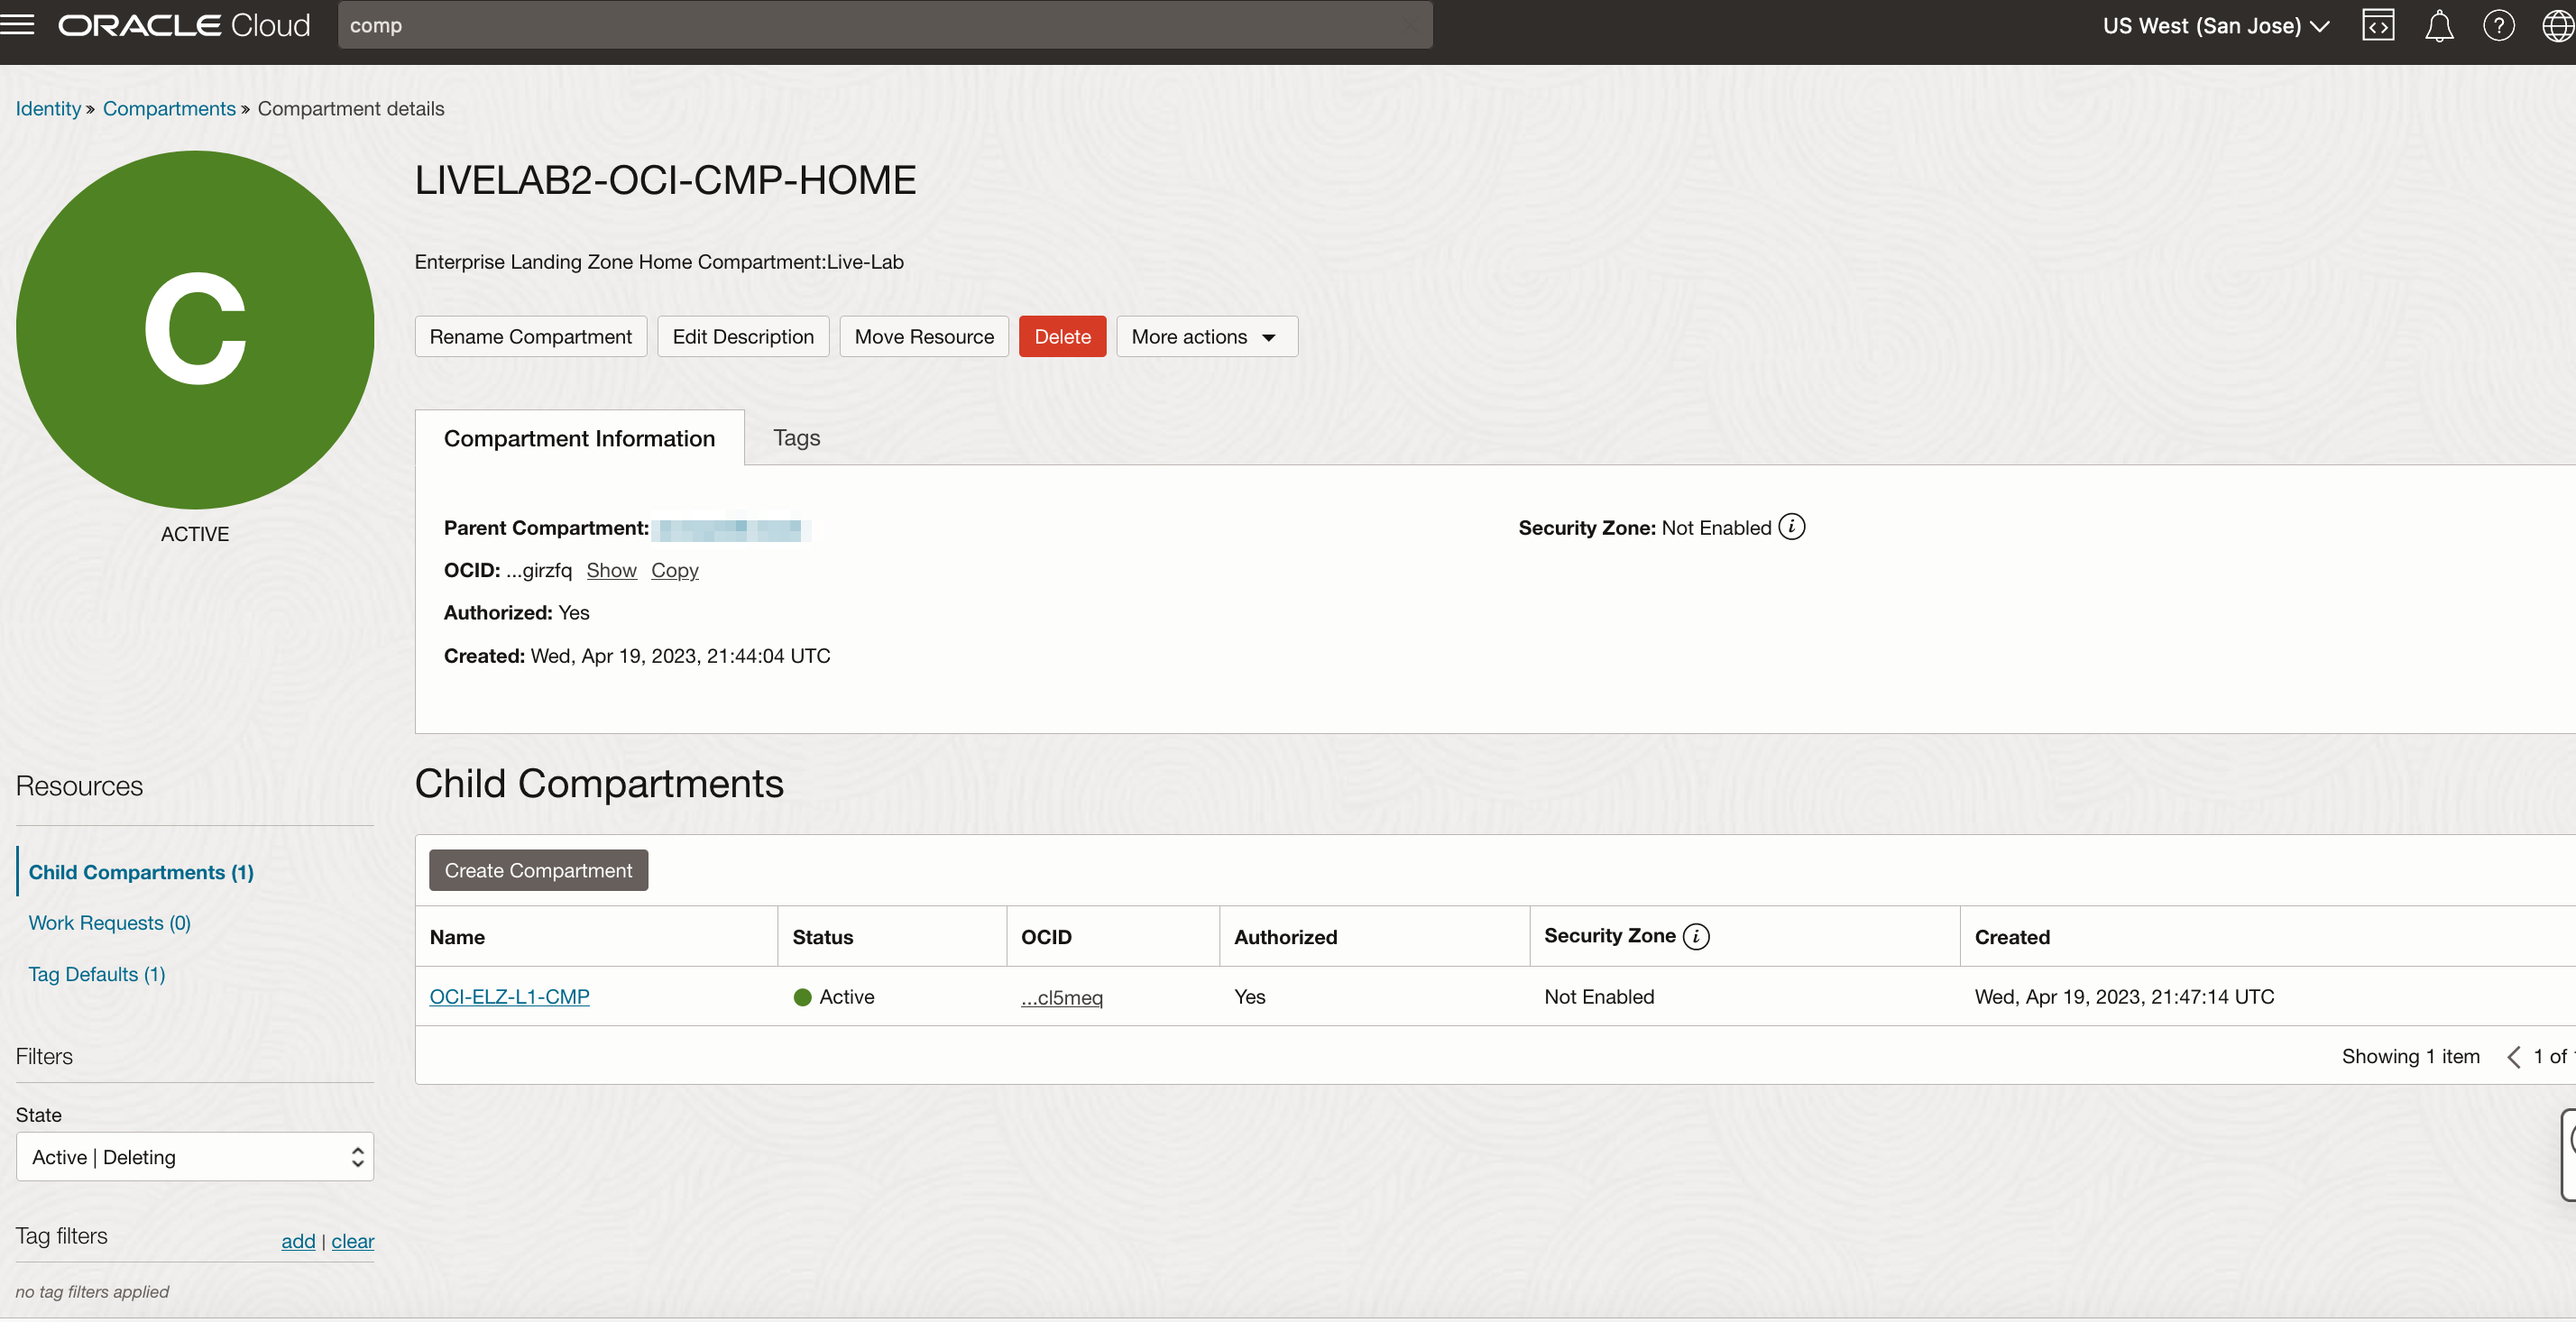 ORACLE Cloud
comp
US West (San Jose)
Identity » Compartments » Compartment details
C
ACTIVE
LIVELAB2-OCI-CMP-HOME
Enterprise Landing Zone Home Compartment:Live-Lab
Rename Compartment
Edit Description
Move Resource
Delete
More actions
Compartment Information
Tags
Parent Compartment:
OCID: ...girzfq Show Copy
Authorized: Yes
Created: Wed, Apr 19, 2023, 21:44:04 UTC
Security Zone: Not Enabled
Resources
Child Compartments (1)
Work Requests (0)
Tag Defaults (1)
Filters
State
Active | Deleting
Tag filters
add | clear
no tag filters applied
Child Compartments
Create Compartment
Name Status OCID Authorized Security Zone Created
OCI-ELZ-L1-CMP Active ...cl5meq Yes Not Enabled Wed, Apr 19, 2023, 21:47:14 UTC
Showing 1 item 1 of